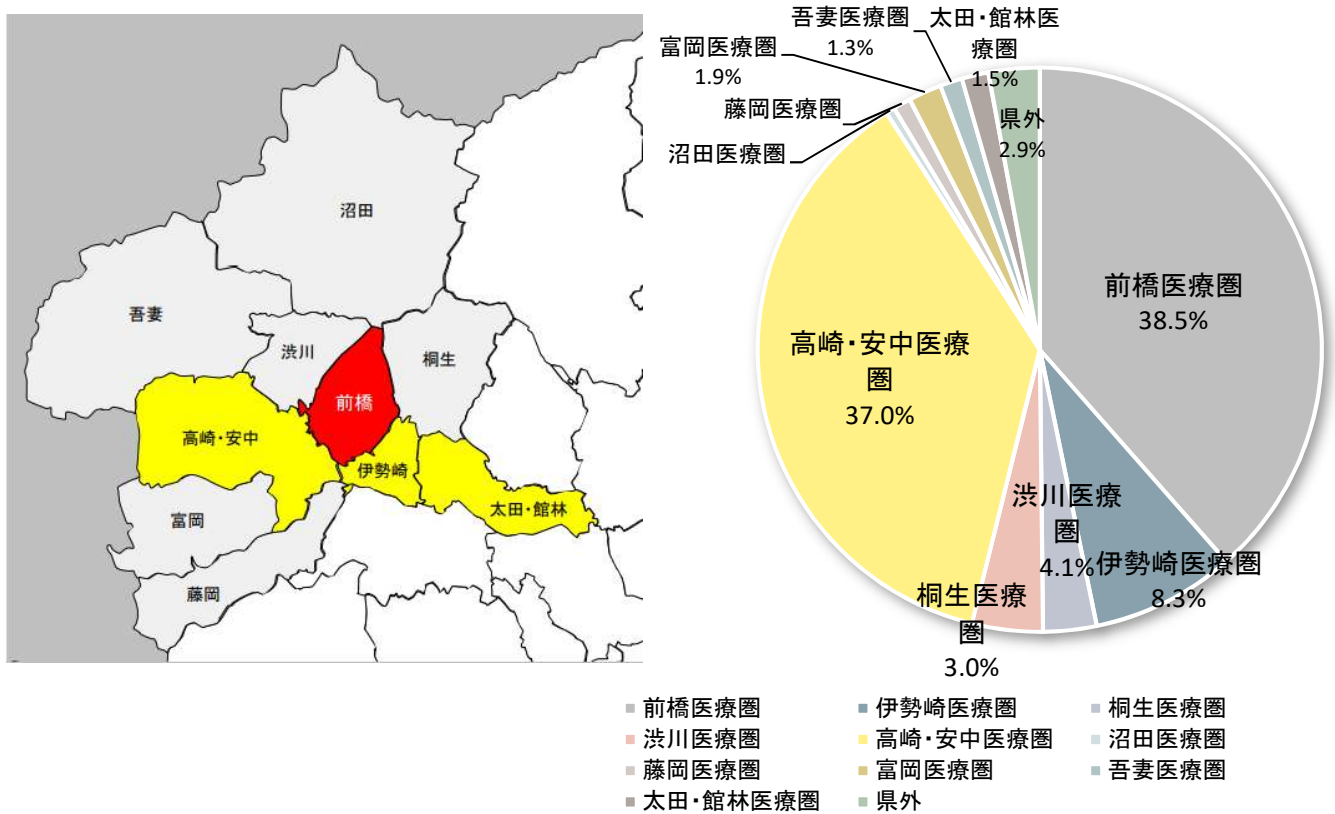 沼田
吾妻
渋川
桐生
前橋
高崎・安中
伊勢崎
太田・館林
富岡
藤岡
吾妻医療圏
1.3%
太田・館林医
療圏
1.5%
富岡医療圏
1.9%
藤岡医療圏
沼田医療圏
県外
2.9%
前橋医療圏
38.5%
高崎・安中医療
圏
37.0%
渋川医療
圏
4.1%
伊勢崎医療圏
8.3%
桐生医療
圏
3.0%
前橋医療圏
伊勢崎医療圏
桐生医療圏
渋川医療圏
高崎・安中医療圏
沼田医療圏
藤岡医療圏
富岡医療圏
吾妻医療圏
太田・館林医療圏
県外